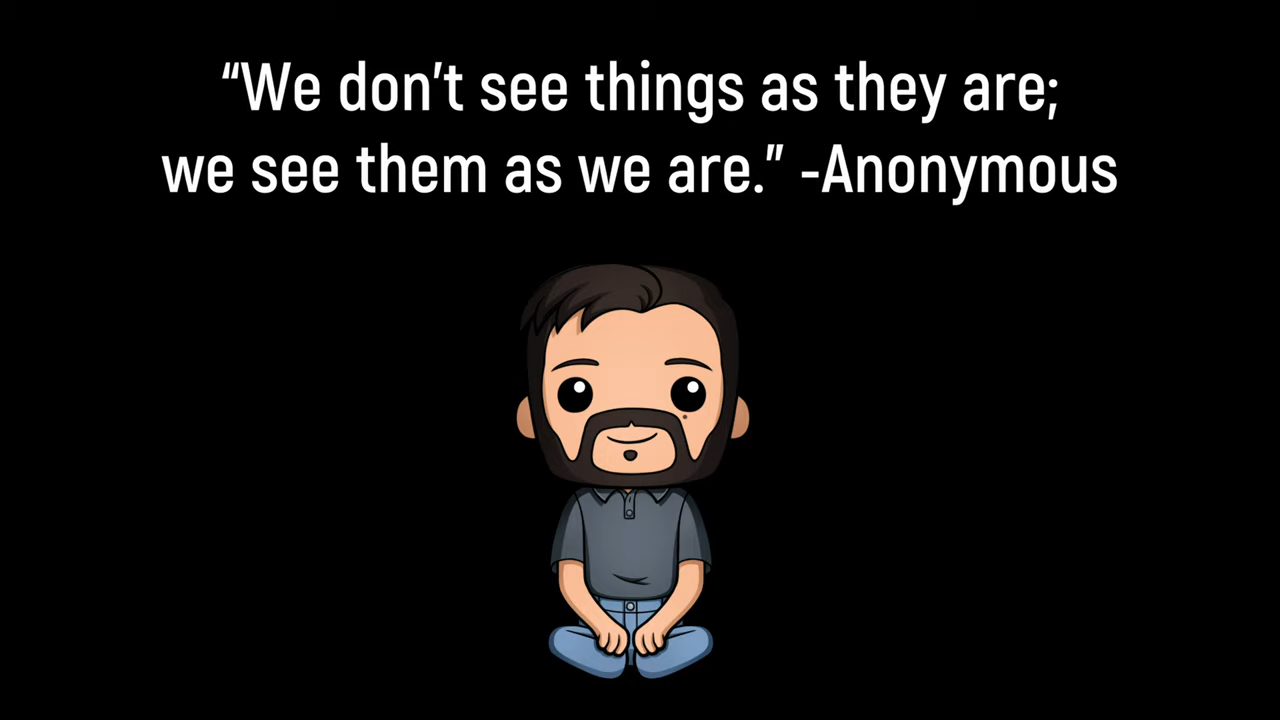 “We don’t see things as they are;
we see them as we are.” -Anonymous